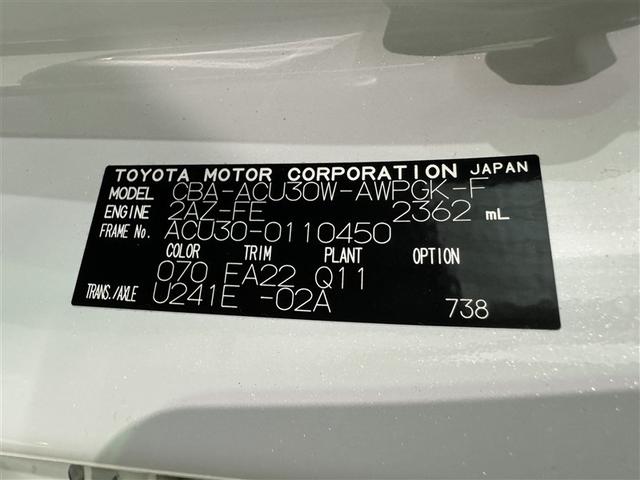 TOYOTA MOTOR CORPORATION JAPAN
MODEL CBA-ACU30W-AWPGK-F
ENGINE 2AZ-FE 2362 mL
FRAME No. ACU30-0110450
COLOR TRIM PLANT OPTION
070 FA22 Q11
TRANS./AXLE U241E -02A 738